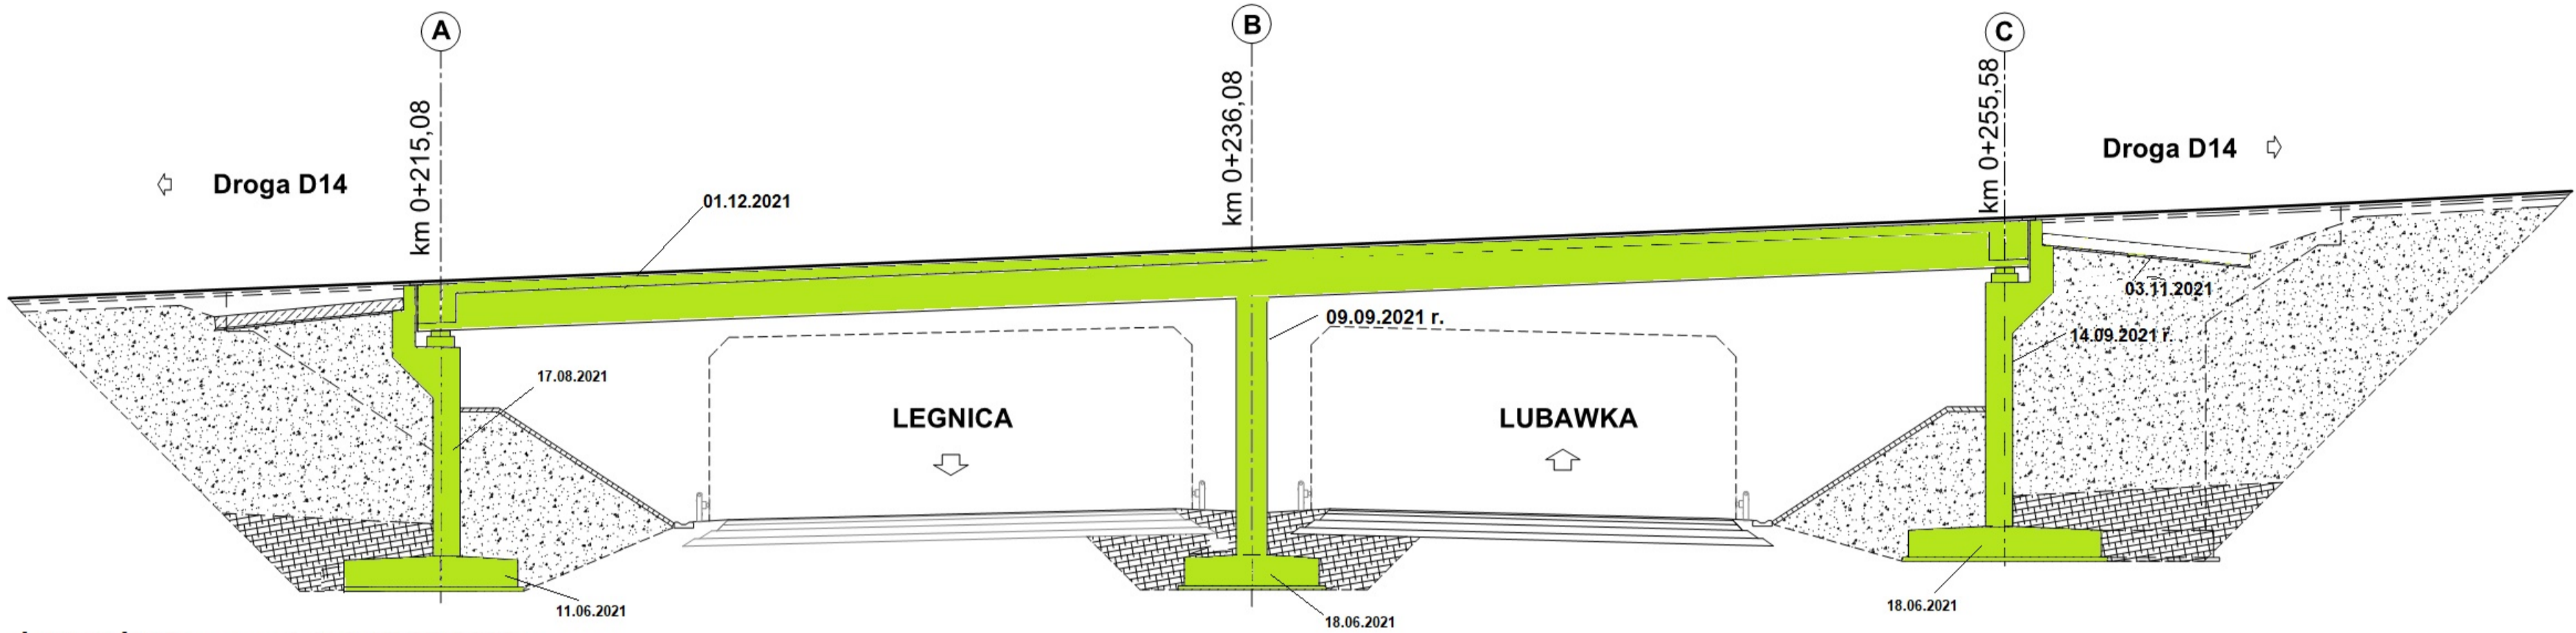 A
B
C
km 0+215,08
km 0+236,08
km 0+255,58
Droga D14
Droga D14
01.12.2021
03.11.2021
09.09.2021 r.
14.09.2021 r.
17.08.2021
LEGNICA
LUBAWKA
11.06.2021
18.06.2021
18.06.2021